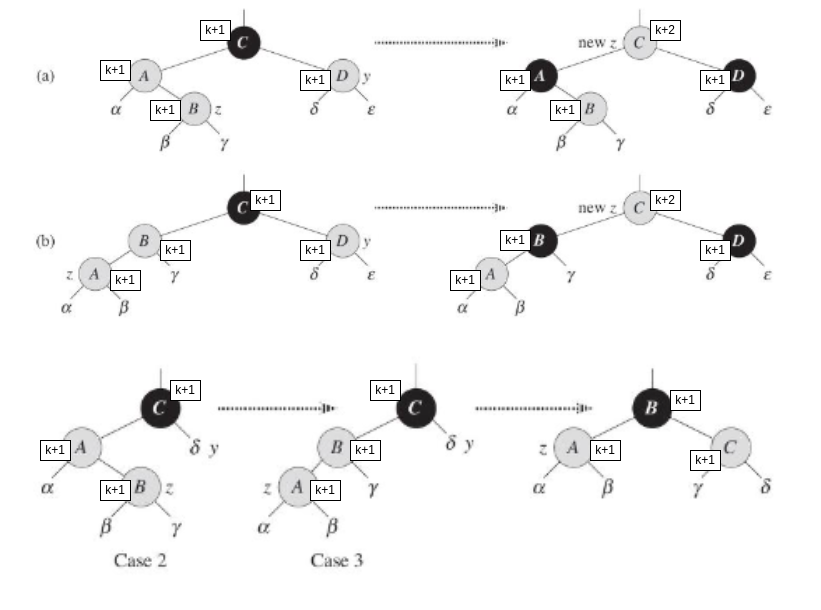 k+1 C k+2
new z C
k+1 A k+1 D y k+1 A k+1 D
(a)
α k+1 B z δ ε α k+1 B δ ε
β γ β γ
C k+1 k+2
new z C
(b) B k+1 k+1 D y k+1 B k+1 D
z A k+1 γ δ ε k+1 A γ δ ε
α β α β
C k+1 k+1 C B k+1
k+1 A δ y B k+1 δ y z A k+1 k+1 C
α k+1 B z z A k+1 γ α β γ δ
β γ α β
Case 2 Case 3